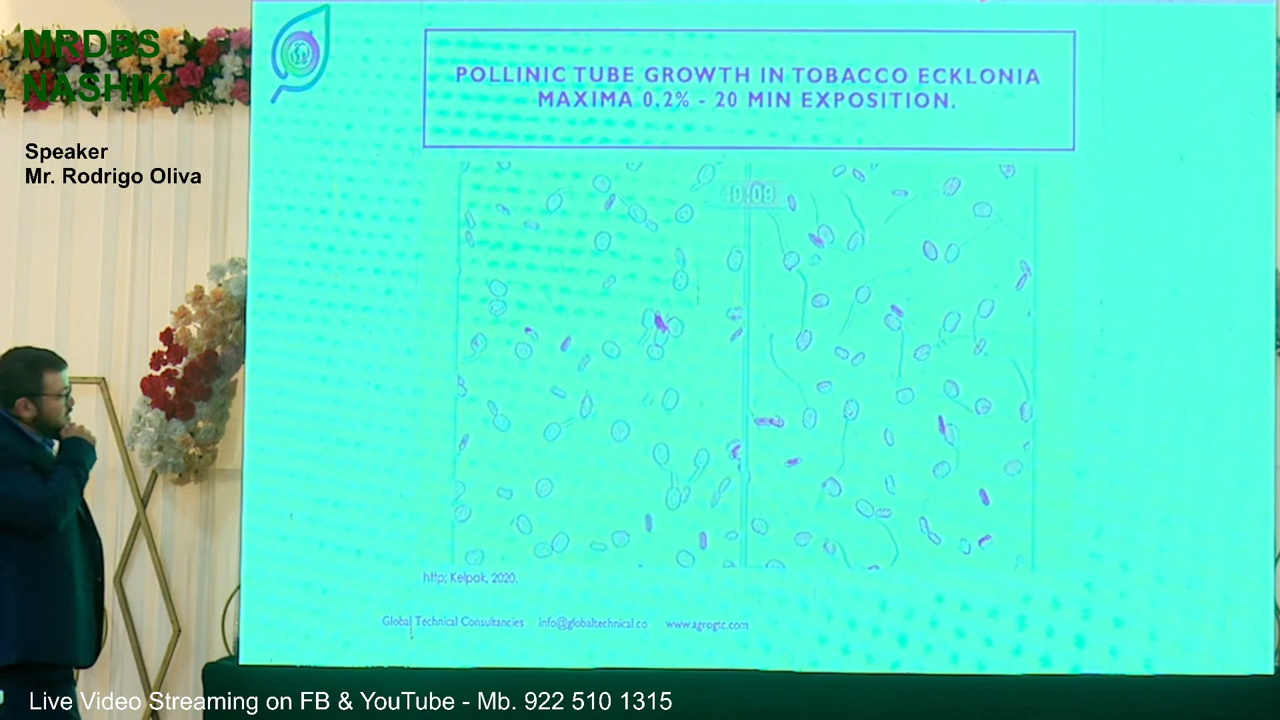 MRDBS
NASHIK
Speaker
Mr. Rodrigo Oliva
POLLINIC TUBE GROWTH IN TOBACCO ECKLONIA
MAXIMA 0.2% - 20 MIN EXPOSITION.
10:09
http; Kelpak, 2020.
Global Technical Consultancies info@globaltechnical.co www.agrogtc.com
Live Video Streaming on FB & YouTube - Mb. 922 510 1315